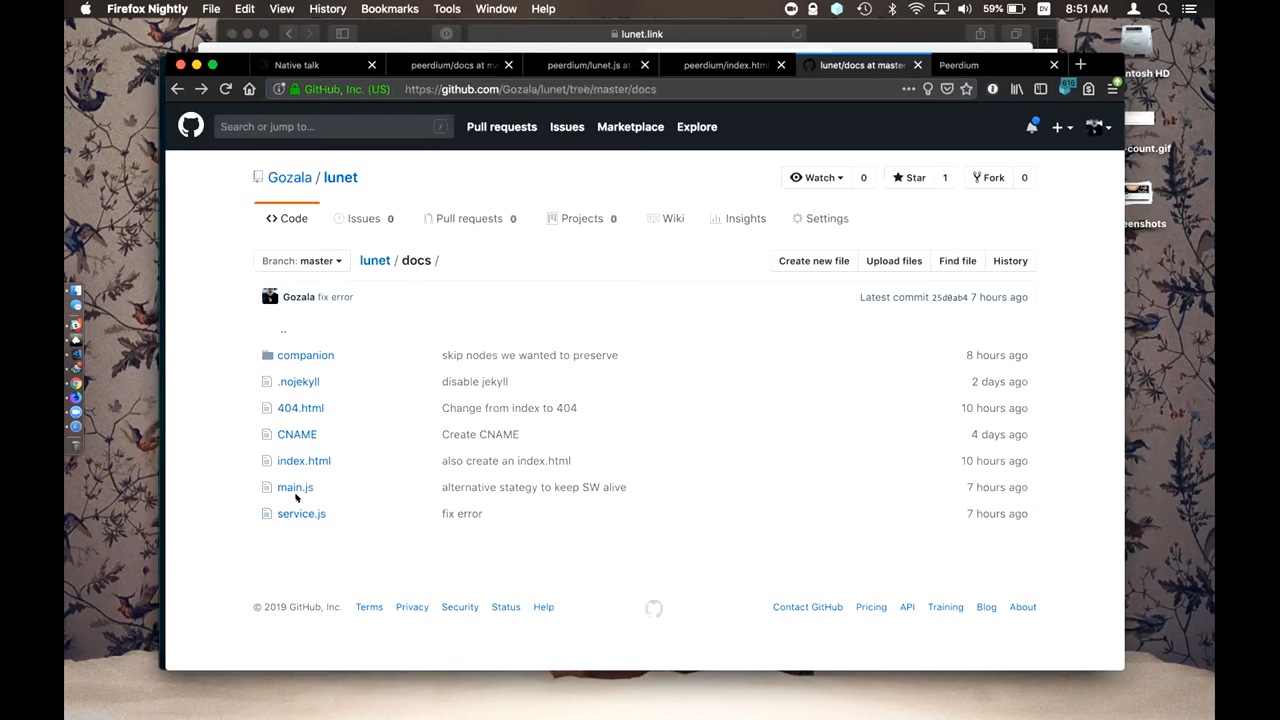 Firefox Nightly File Edit View History Bookmarks Tools Window Help 59% DV 8:51 AM
lunet.link
Native talk peerdium/docs at m peerdium/lunet.js at peerdium/index.htm lunet/docs at maste Peerdium
GitHub, Inc. (US) https://github.com/Gozala/lunet/tree/master/docs 616
intosh HD
Search or jump to... / Pull requests Issues Marketplace Explore
-count.gif
Gozala / lunet Watch 0 Star 1 Fork 0
Code Issues 0 Pull requests 0 Projects 0 Wiki Insights Settings
eenshots
Branch: master lunet / docs / Create new file Upload files Find file History
Gozala fix error Latest commit 25d0ab4 7 hours ago
..
companion skip nodes we wanted to preserve 8 hours ago
.nojekyll disable jekyll 2 days ago
404.html Change from index to 404 10 hours ago
CNAME Create CNAME 4 days ago
index.html also create an index.html 10 hours ago
main.js alternative stategy to keep SW alive 7 hours ago
service.js fix error 7 hours ago
© 2019 GitHub, Inc. Terms Privacy Security Status Help Contact GitHub Pricing API Training Blog About